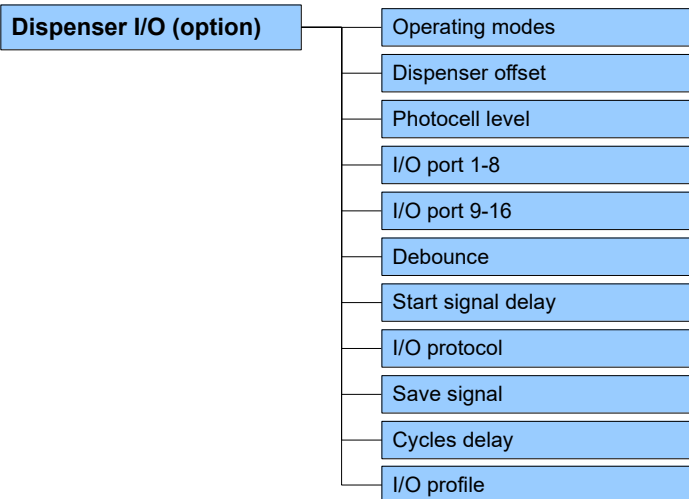 Dispenser I/O (option)
Operating modes
Dispenser offset
Photocell level
I/O port 1-8
I/O port 9-16
Debounce
Start signal delay
I/O protocol
Save signal
Cycles delay
I/O profile